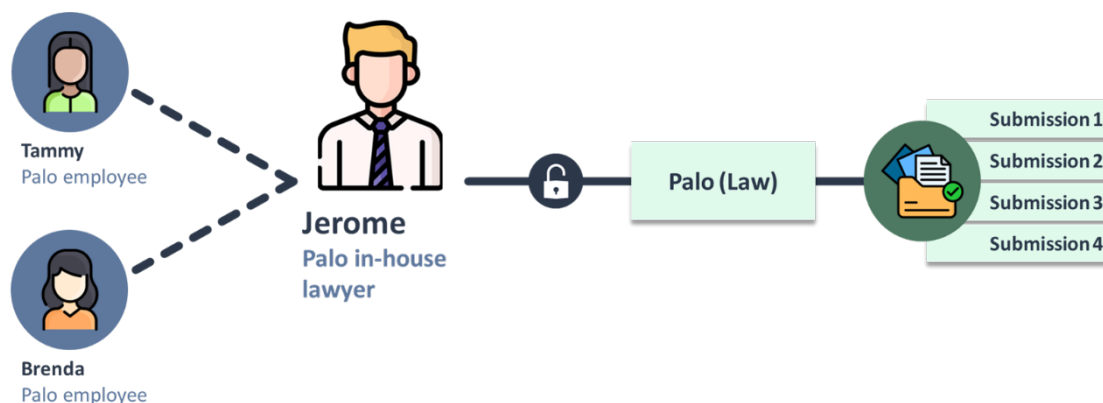 Tammy
Palo employee
Brenda
Palo employee
Jerome
Palo in-house
lawyer
Palo (Law)
Submission 1
Submission 2
Submission 3
Submission 4